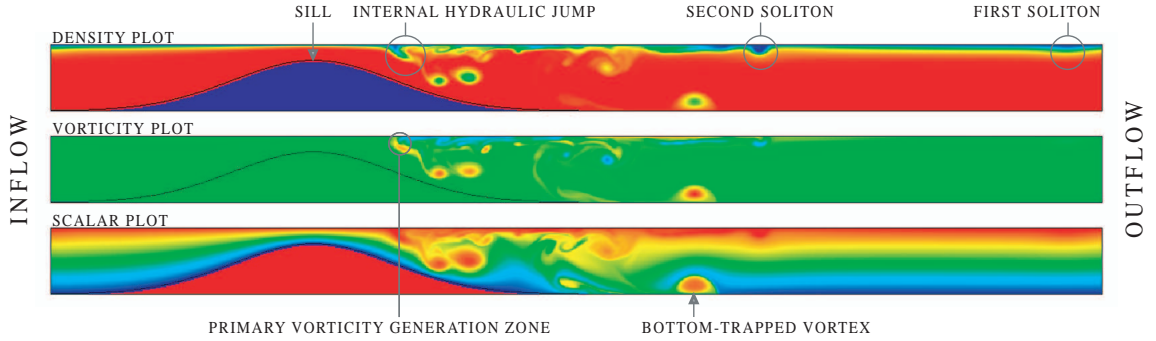 SILL
INTERNAL HYDRAULIC JUMP
SECOND SOLITON
FIRST SOLITON
DENSITY PLOT
VORTICITY PLOT
INFLOW
OUTFLOW
SCALAR PLOT
PRIMARY VORTICITY GENERATION ZONE
BOTTOM-TRAPPED VORTEX